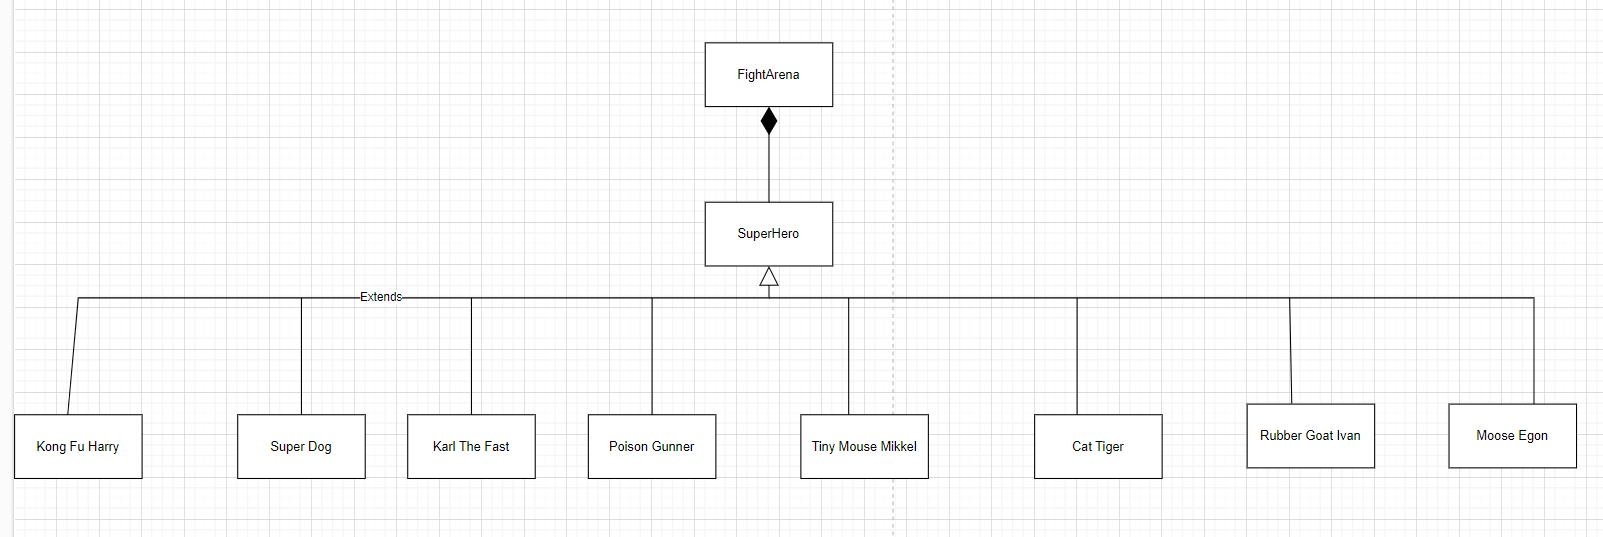 FightArena
SuperHero
Extends
Kong Fu Harry
Super Dog
Karl The Fast
Poison Gunner
Tiny Mouse Mikkel
Cat Tiger
Rubber Goat Ivan
Moose Egon